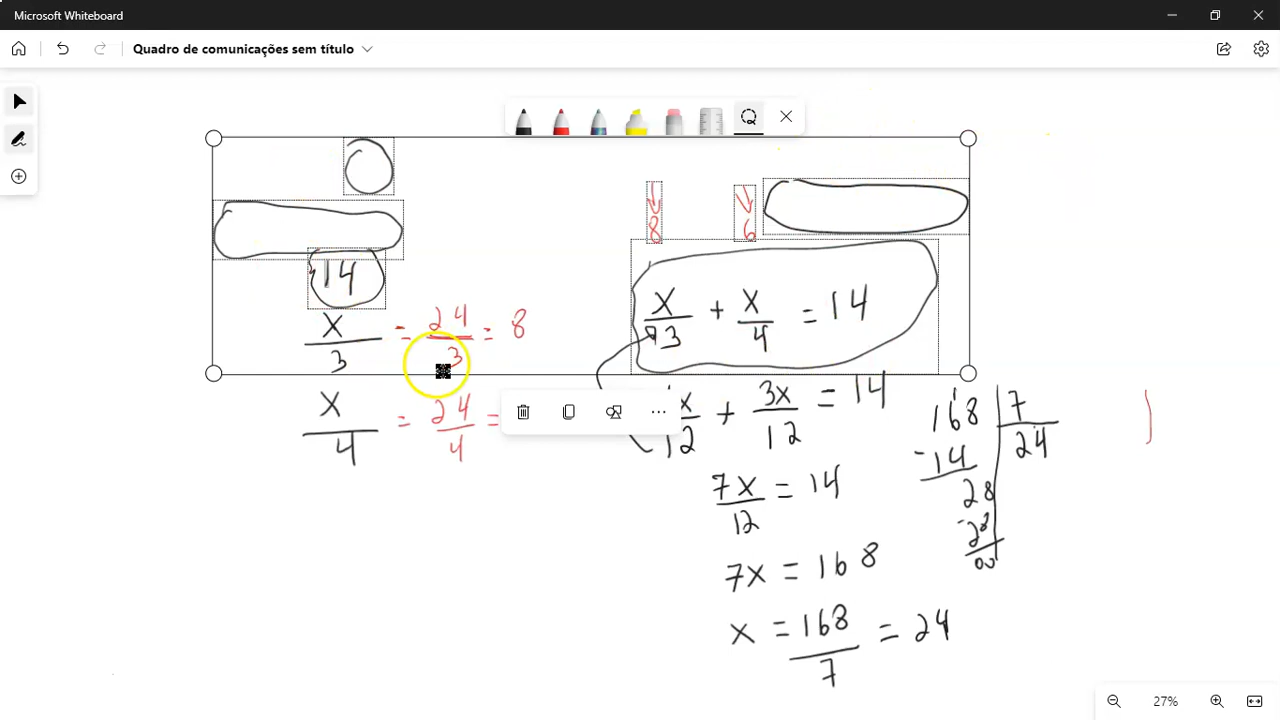 Microsoft Whiteboard
Quadro de comunicações sem título
8 6
14
x/3 = 24/3 = 8
x/3 + x/4 = 14
x/4 = 24/4 =
x/12 + 3x/12 = 14
168 7
-14 24
28
-28
00
7x/12 = 14
7x = 168
x = 168/7 = 24
27%